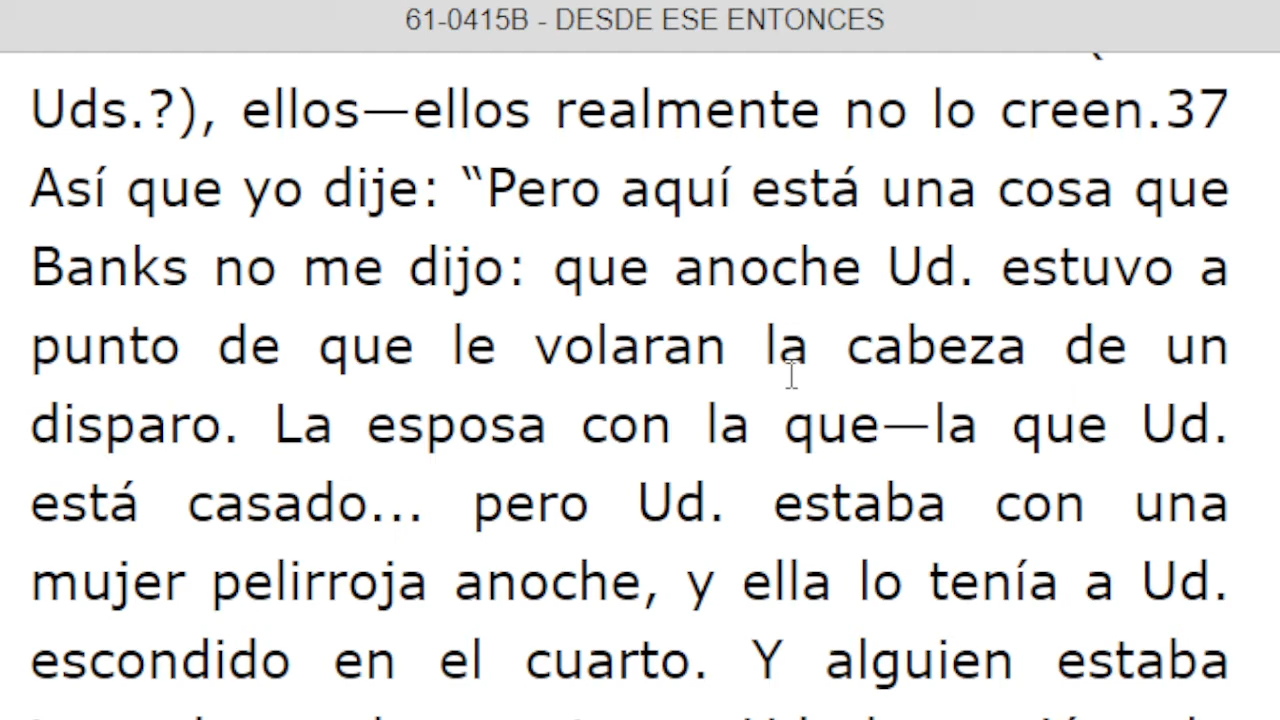 61-0415B - DESDE ESE ENTONCES
Uds.?), ellos—ellos realmente no lo creen.37
Así que yo dije: “Pero aquí está una cosa que
Banks no me dijo: que anoche Ud. estuvo a
punto de que le volaran la cabeza de un
disparo. La esposa con la que—la que Ud.
está casado... pero Ud. estaba con una
mujer pelirroja anoche, y ella lo tenía a Ud.
escondido en el cuarto. Y alguien estaba